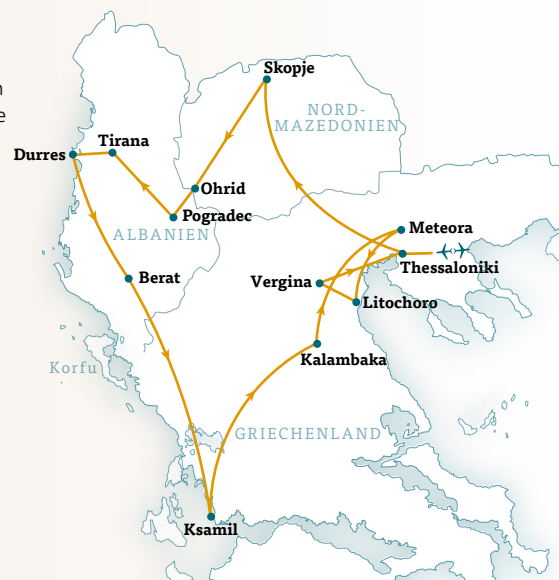 n
e
Skopje
NORD-
MAZEDONIEN
Tirana
Durres
Ohrid
Pogradec
ALBANIEN
Meteora
Thessaloniki
Berat
Vergina
Litochoro
Kalambaka
Korfu
GRIECHENLAND
Ksamil